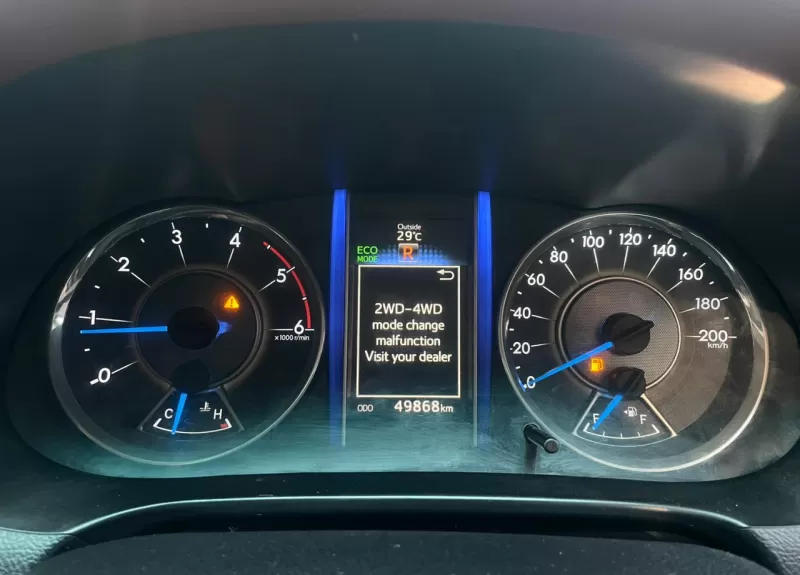 0
1
2
3
4
5
6
x1000 r/min
C
H
Outside
29°C
ECO
MODE
R
2WD-4WD
mode change
malfunction
Visit your dealer
ODO 49868km
0
20
40
60
80
100
120
140
160
180
200
km/h
E
F